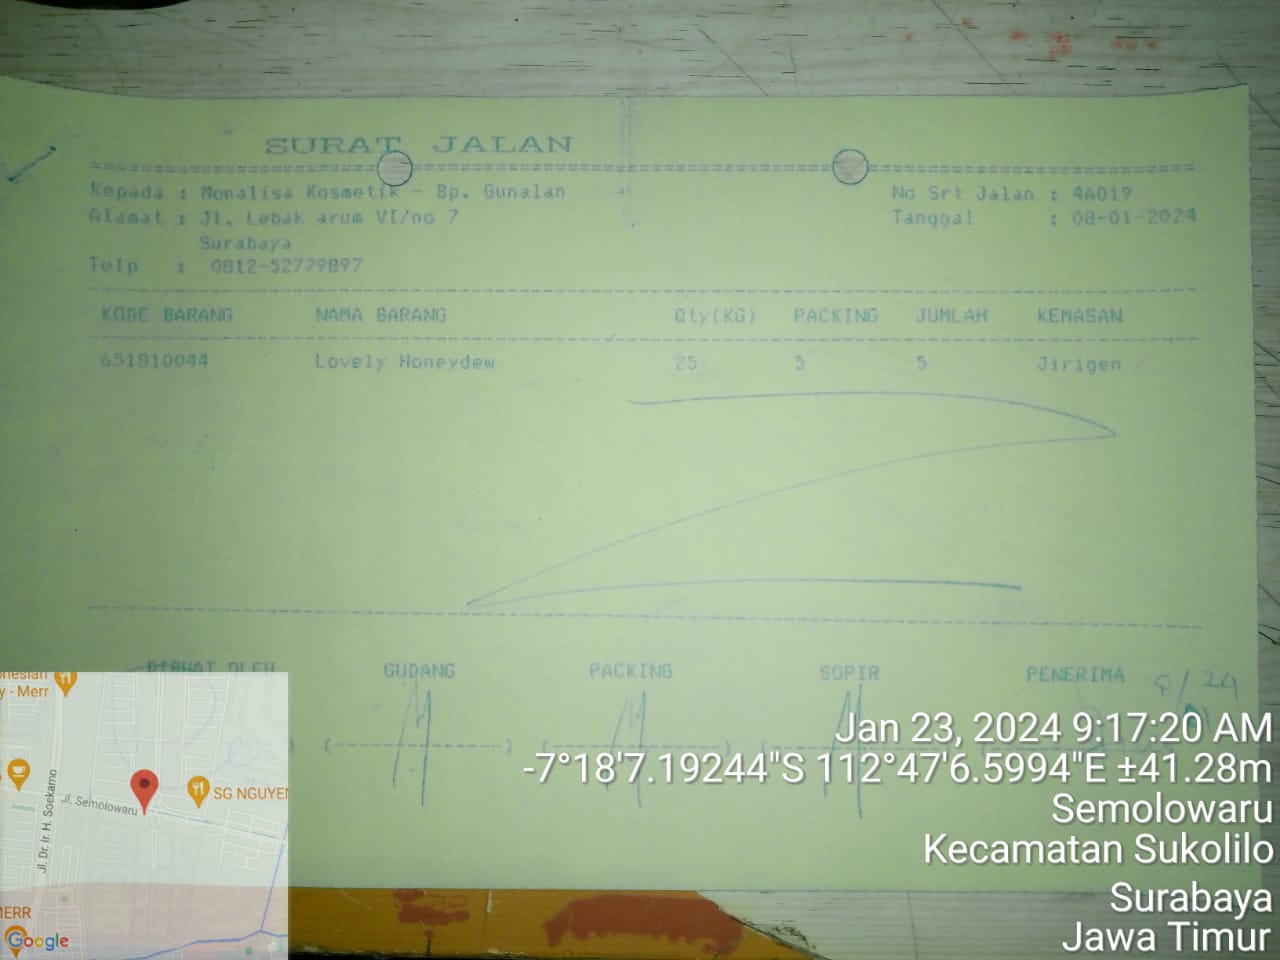 SURAT JALAN
Kepada : Monalisa Kosmetik - Bp. Gunalan
No Srt Jalan : 4A019
Alamat : Jl. Lebak arum VI/no 7
Tanggal : 08-01-2024
Surabaya
Telp : 0812-52779897
KODE BARANG NAMA BARANG Qty(KG) PACKING JUMLAH KEMASAN
651810044 Lovely Honeydew 25 5 5 Jirigen
DIBUAT OLEH GUDANG PACKING SOPIR PENERIMA
Jan 23, 2024 9:17:20 AM
-7°18'7.19244"S 112°47'6.5994"E ±41.28m
Semolowaru
Kecamatan Sukolilo
Surabaya
Jawa Timur
y - Merr
Jl. Dr. Ir. H. Soekarno
Jl. Semolowaru
SG NGUYEN
MERR
Google